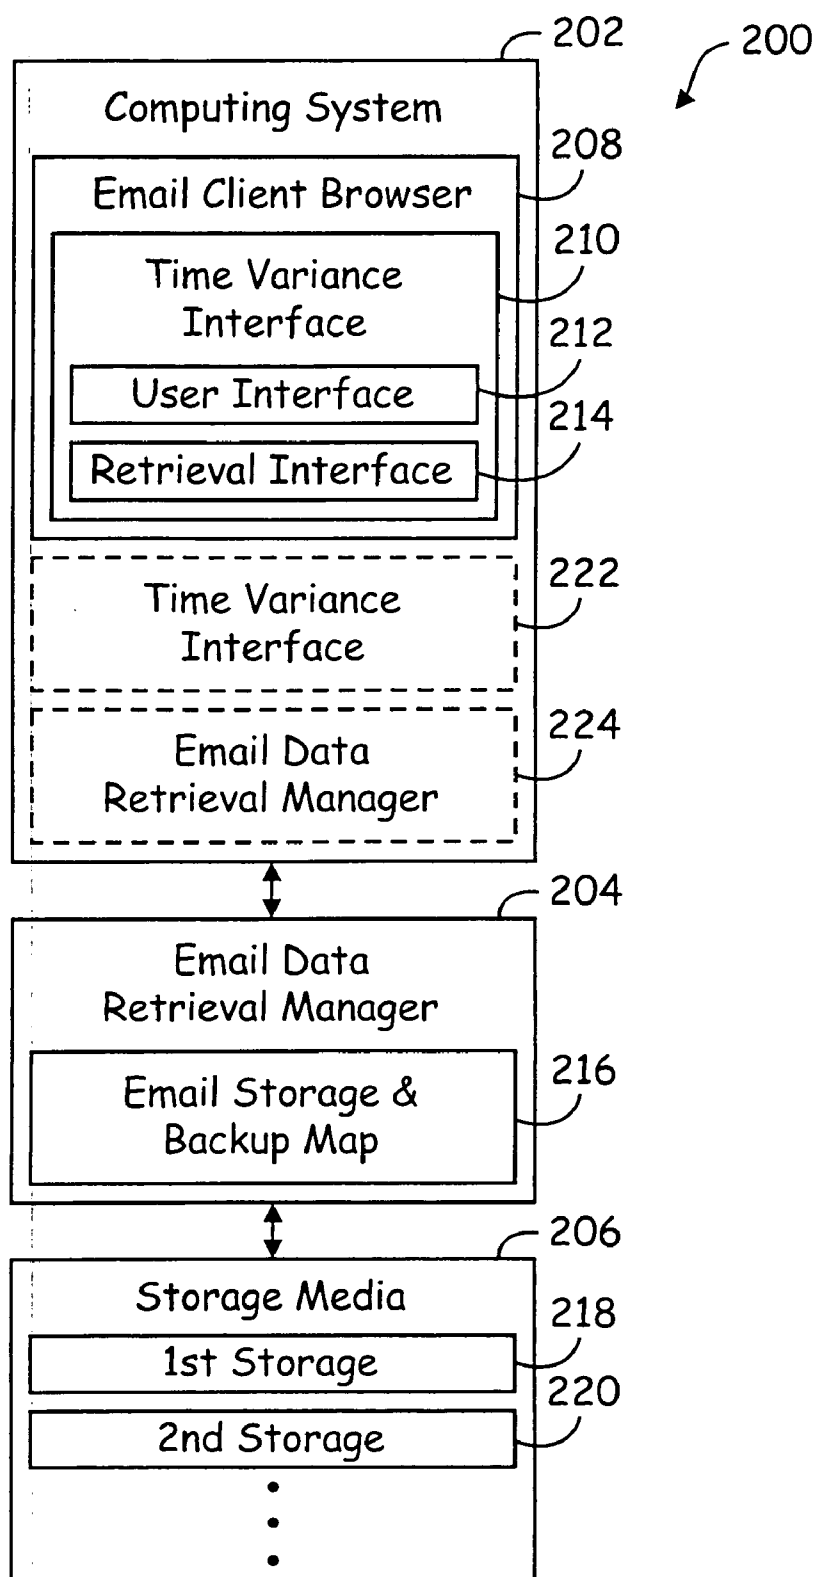 202
200
Computing System
208
Email Client Browser
210
Time Variance
Interface
212
User Interface
214
Retrieval Interface
222
Time Variance
Interface
224
Email Data
Retrieval Manager
204
Email Data
Retrieval Manager
216
Email Storage &
Backup Map
206
Storage Media
218
1st Storage
220
2nd Storage